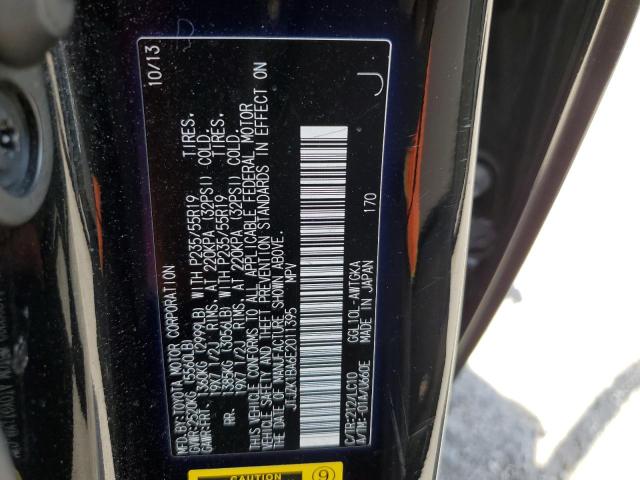 MFD.BY:TOYOTA MOTOR CORPORATION 10/13
GVWR:2520KG (5560LB)
GAWR:FRT. 1360KG (2999LB) WITH P235/55R19 TIRES.
19X7 1/2J RIMS, AT 220KPA (32PSI) COLD.
RR. 1385KG (3056LB) WITH P235/55R19 TIRES.
19X7 1/2J RIMS, AT 220KPA (32PSI) COLD.
THIS VEHICLE CONFORMS TO ALL APPLICABLE FEDERAL MOTOR
VEHICLE SAFETY AND THEFT PREVENTION STANDARDS IN EFFECT ON
THE DATE OF MANUFACTURE SHOWN ABOVE.
MPV
170 J
C/TR:212/LC10 GGL10L-AWTGKA
A/TM:-01A/U660E MADE IN JAPAN
CAUTION
9